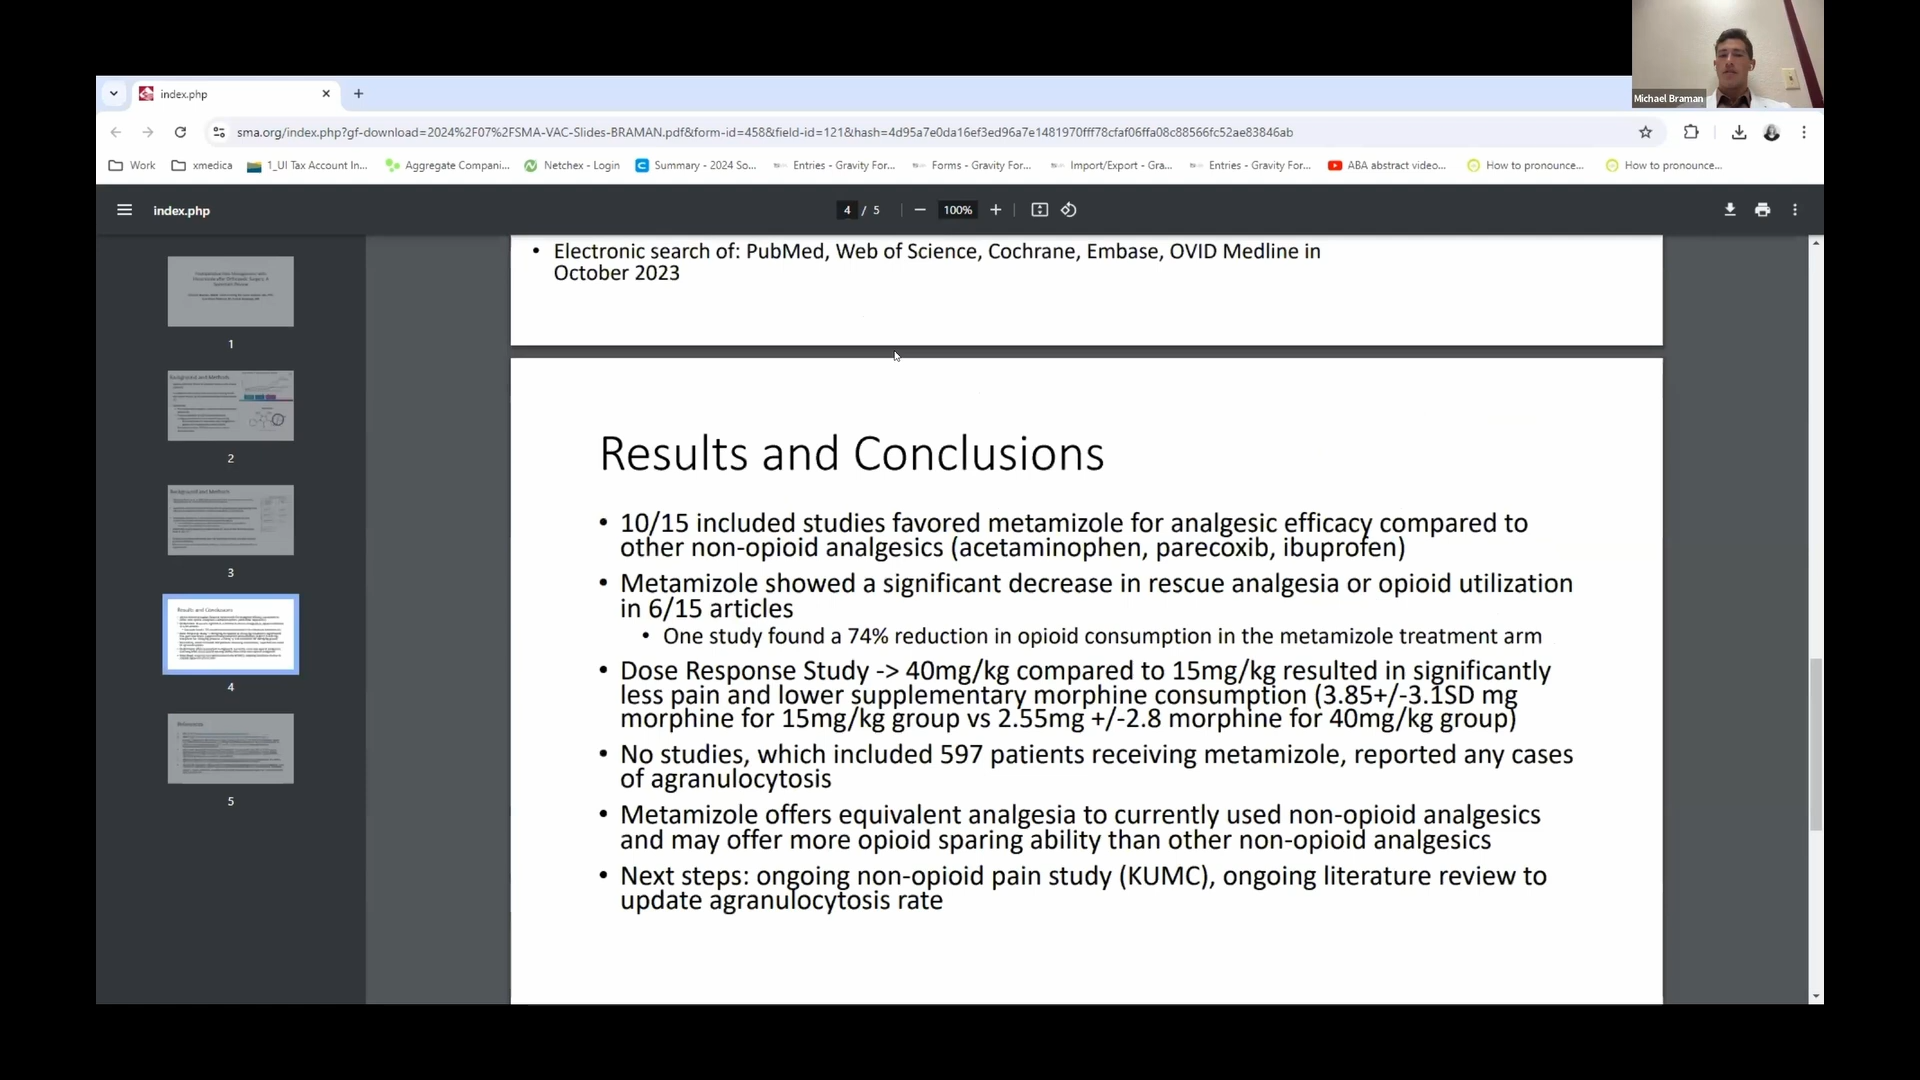 Michael Braman
index.php
sma.org/index.php?gf-download=2024%2F07%2FSMA-VAC-Slides-BRAMAN.pdf&form-id=458&field-id=121&hash=4d95a7e0da16ef3ed96a7e1481970fff78cfaf06ffa08c88566fc52ae83846ab
Work
xmedica
1_UI Tax Account In...
Aggregate Compani...
Netchex - Login
Summary - 2024 So...
Entries - Gravity For...
Forms - Gravity For...
Import/Export - Gra...
Entries - Gravity For...
ABA abstract video...
How to pronounce...
How to pronounce...
index.php
4 / 5
100%
1
Background and Methods
2
Background and Methods
3
Results and Conclusions
4
References
5
• Electronic search of: PubMed, Web of Science, Cochrane, Embase, OVID Medline in
October 2023
Results and Conclusions
• 10/15 included studies favored metamizole for analgesic efficacy compared to
other non-opioid analgesics (acetaminophen, parecoxib, ibuprofen)
• Metamizole showed a significant decrease in rescue analgesia or opioid utilization
in 6/15 articles
• One study found a 74% reduction in opioid consumption in the metamizole treatment arm
• Dose Response Study -> 40mg/kg compared to 15mg/kg resulted in significantly
less pain and lower supplementary morphine consumption (3.85+/-3.1SD mg
morphine for 15mg/kg group vs 2.55mg +/-2.8 morphine for 40mg/kg group)
• No studies, which included 597 patients receiving metamizole, reported any cases
of agranulocytosis
• Metamizole offers equivalent analgesia to currently used non-opioid analgesics
and may offer more opioid sparing ability than other non-opioid analgesics
• Next steps: ongoing non-opioid pain study (KUMC), ongoing literature review to
update agranulocytosis rate